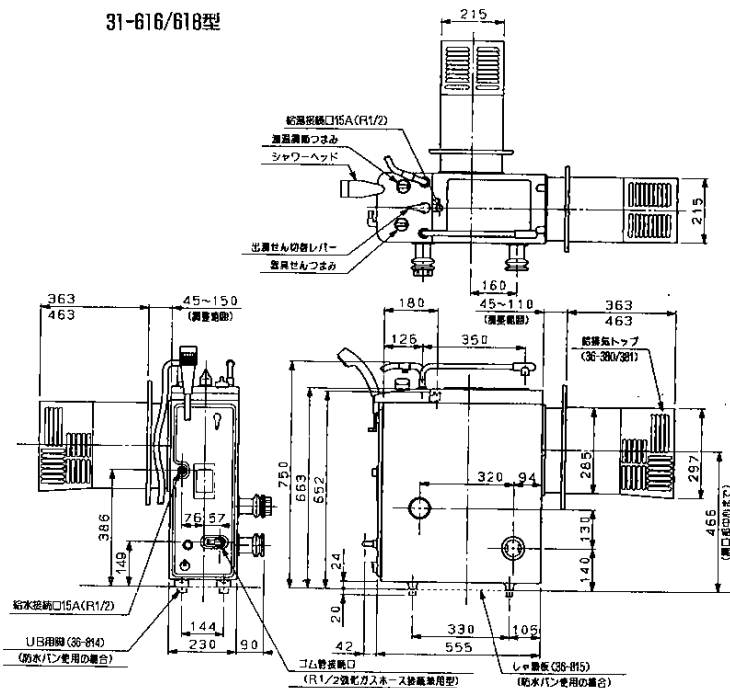 31-616/618型
215
給湯接続口15A(R1/2)
湯温調節つまみ
シャワーヘッド
出湯せん切替レバー
器具せんつまみ
215
160
363
463
45~150
(調整範囲)
180
126
350
45~110
(調整範囲)
363
463
給排気トップ
(36-380/381)
750
663
652
320
94
285
297
466
(開口部中心まで)
130
140
386
149
76
57
24
20
給水接続口15A(R1/2)
UB用脚(36-814)
(防水パン使用の場合)
144
230
90
42
330
105
555
ゴム管接続口
(R1/2強化ガスホース接続兼用型)
しゃ熱板(36-815)
(防水パン使用の場合)